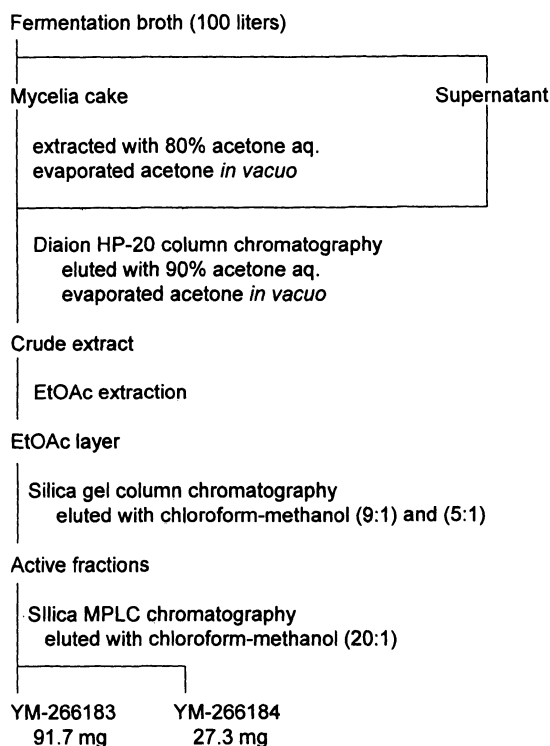 Fermentation broth (100 liters)
Mycelia cake Supernatant
extracted with 80% acetone aq.
evaporated acetone in vacuo
Diaion HP-20 column chromatography
eluted with 90% acetone aq.
evaporated acetone in vacuo
Crude extract
EtOAc extraction
EtOAc layer
Silica gel column chromatography
eluted with chloroform-methanol (9:1) and (5:1)
Active fractions
SIlica MPLC chromatography
eluted with chloroform-methanol (20:1)
YM-266183 YM-266184
91.7 mg 27.3 mg